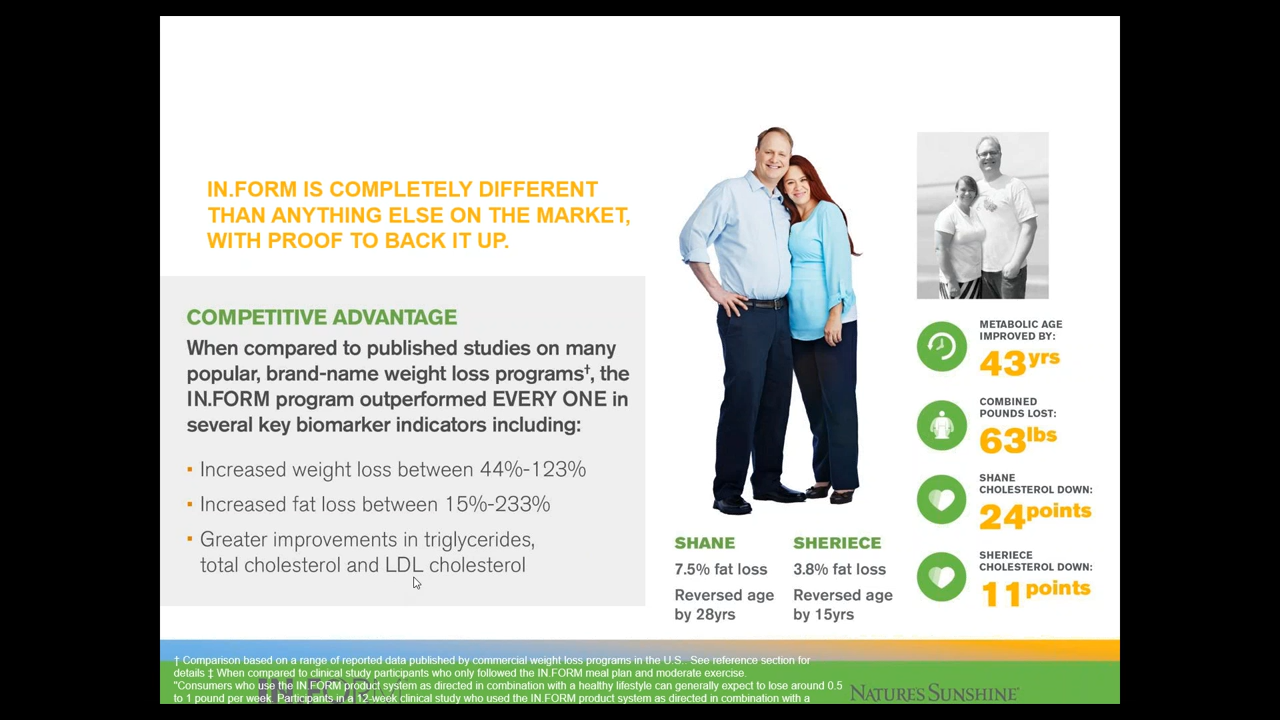 IN.FORM IS COMPLETELY DIFFERENT
THAN ANYTHING ELSE ON THE MARKET,
WITH PROOF TO BACK IT UP.
COMPETITIVE ADVANTAGE
When compared to published studies on many
popular, brand-name weight loss programs†, the
IN.FORM program outperformed EVERY ONE in
several key biomarker indicators including:
▪ Increased weight loss between 44%-123%
▪ Increased fat loss between 15%-233%
▪ Greater improvements in triglycerides,
total cholesterol and LDL cholesterol
SHANE
7.5% fat loss
Reversed age
by 28yrs
SHERIECE
3.8% fat loss
Reversed age
by 15yrs
METABOLIC AGE
IMPROVED BY:
43yrs
COMBINED
POUNDS LOST:
63lbs
SHANE
CHOLESTEROL DOWN:
24points
SHERIECE
CHOLESTEROL DOWN:
11points
† Comparison based on a range of reported data published by commercial weight loss programs in the U.S. See reference section for
details ‡ When compared to clinical study participants who only followed the IN.FORM meal plan and moderate exercise.
"Consumers who use the IN.FORM product system as directed in combination with a healthy lifestyle can generally expect to lose around 0.5
to 1 pound per week. Participants in a 12-week clinical study who used the IN.FORM product system as directed in combination with a
NATURE'S SUNSHINE